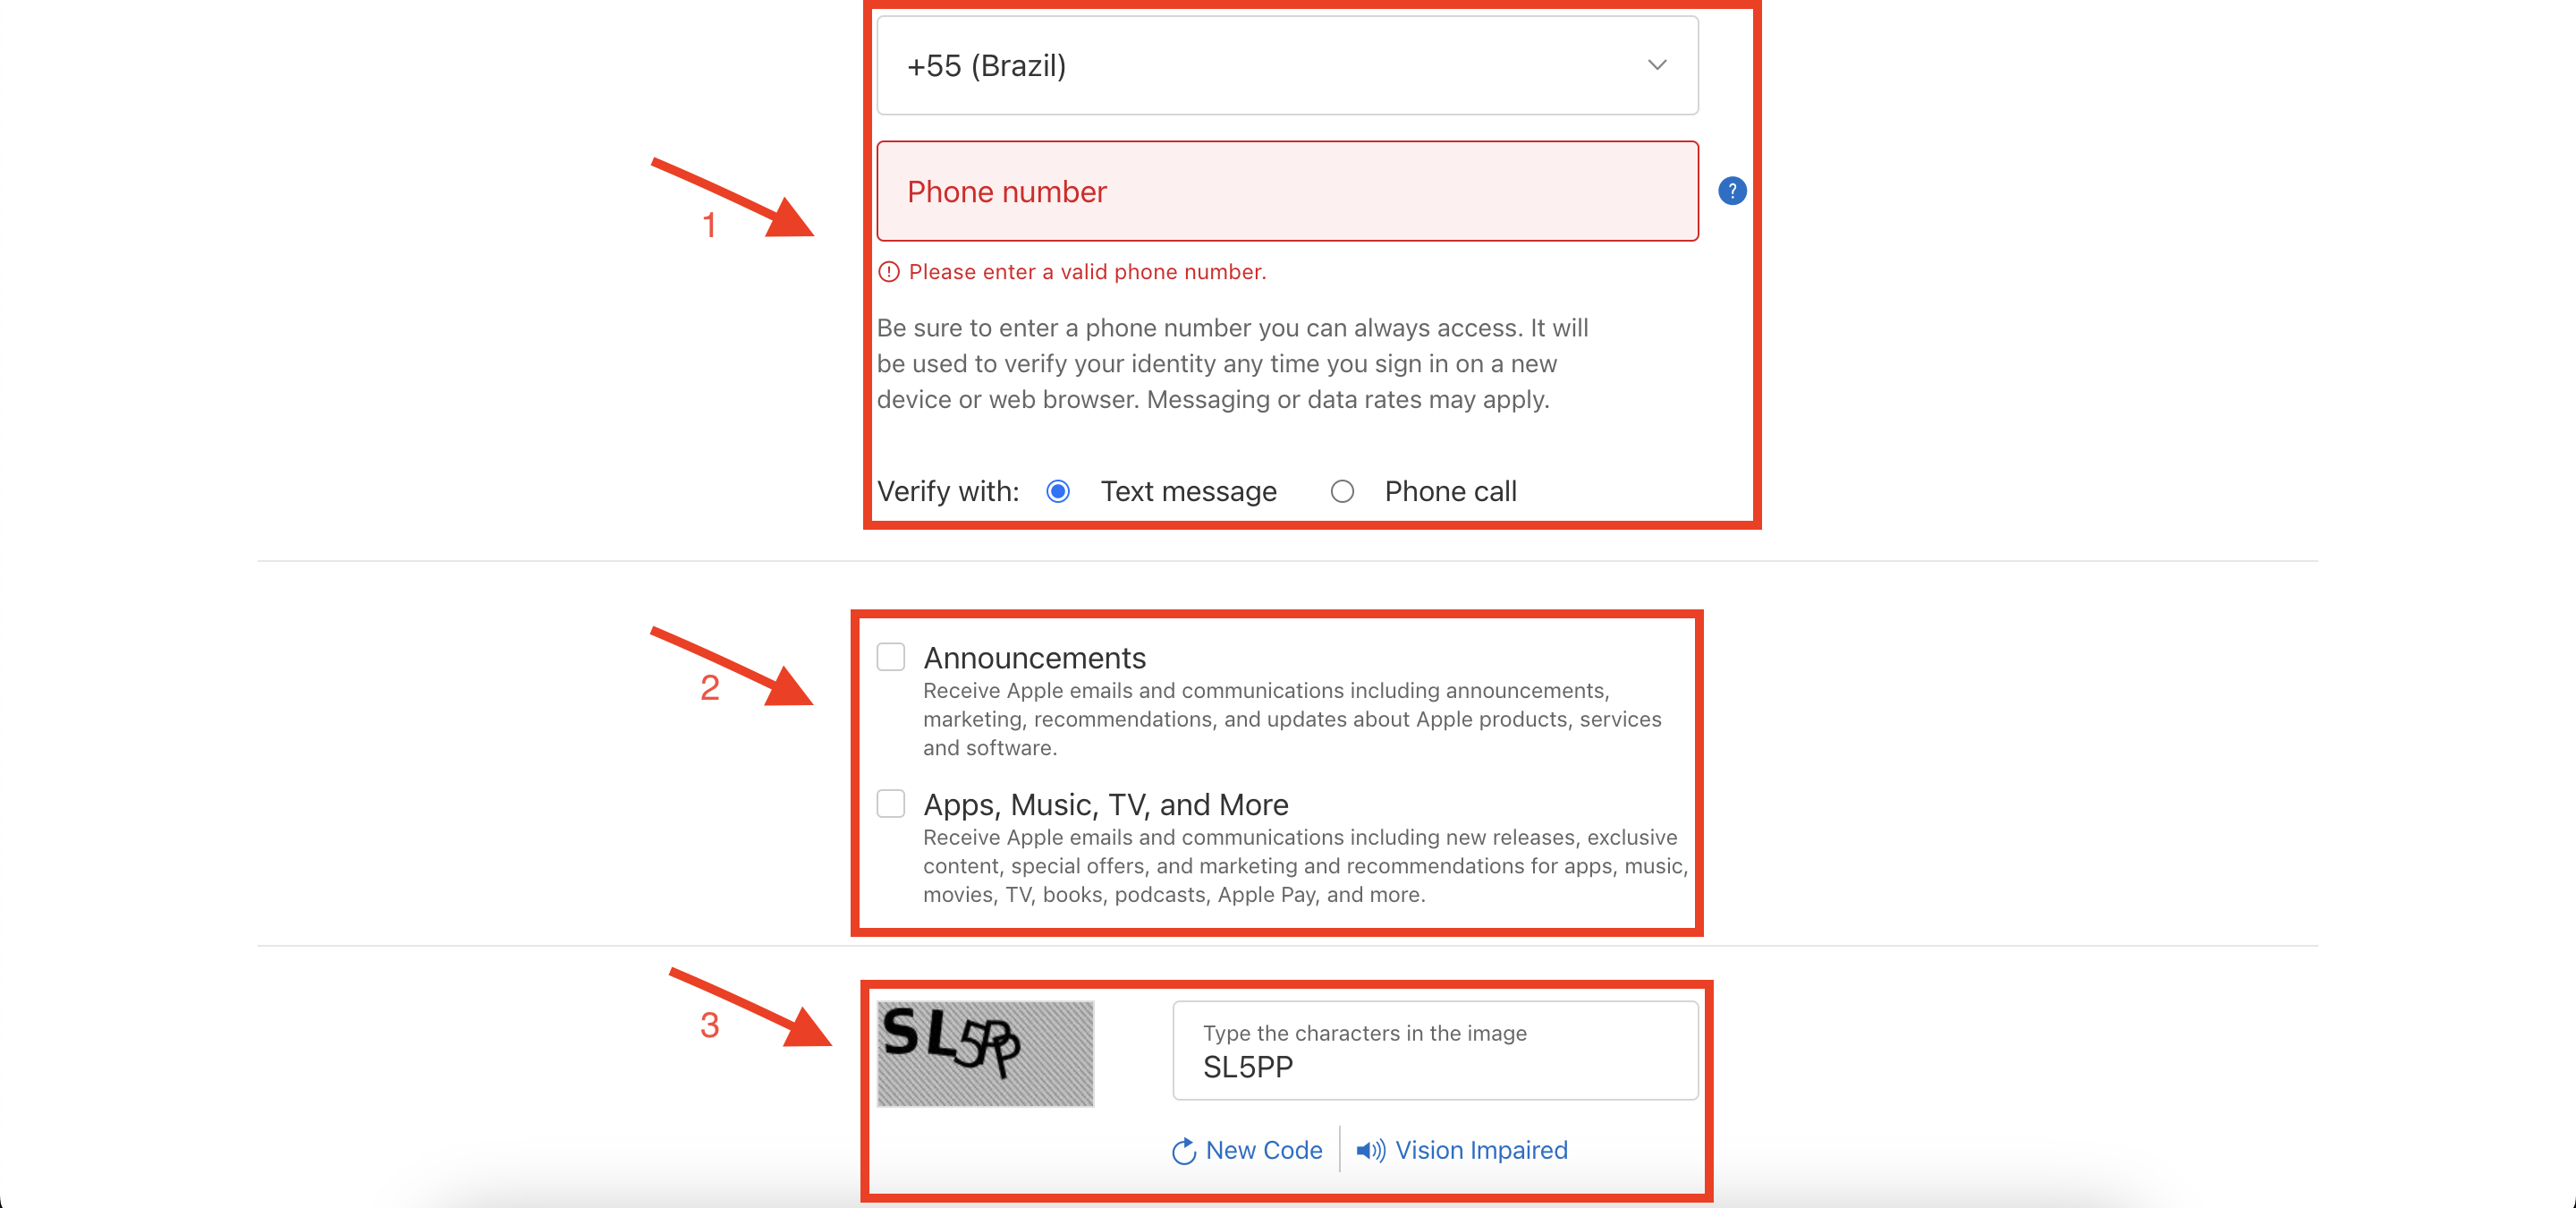 +55 (Brazil)
Phone number
?
1
Please enter a valid phone number.
Be sure to enter a phone number you can always access. It will
be used to verify your identity any time you sign in on a new
device or web browser. Messaging or data rates may apply.
Verify with: Text message Phone call
Announcements
2
Receive Apple emails and communications including announcements,
marketing, recommendations, and updates about Apple products, services
and software.
Apps, Music, TV, and More
Receive Apple emails and communications including new releases, exclusive
content, special offers, and marketing and recommendations for apps, music,
movies, TV, books, podcasts, Apple Pay, and more.
3
SL5PP
Type the characters in the image
SL5PP
New Code
Vision Impaired